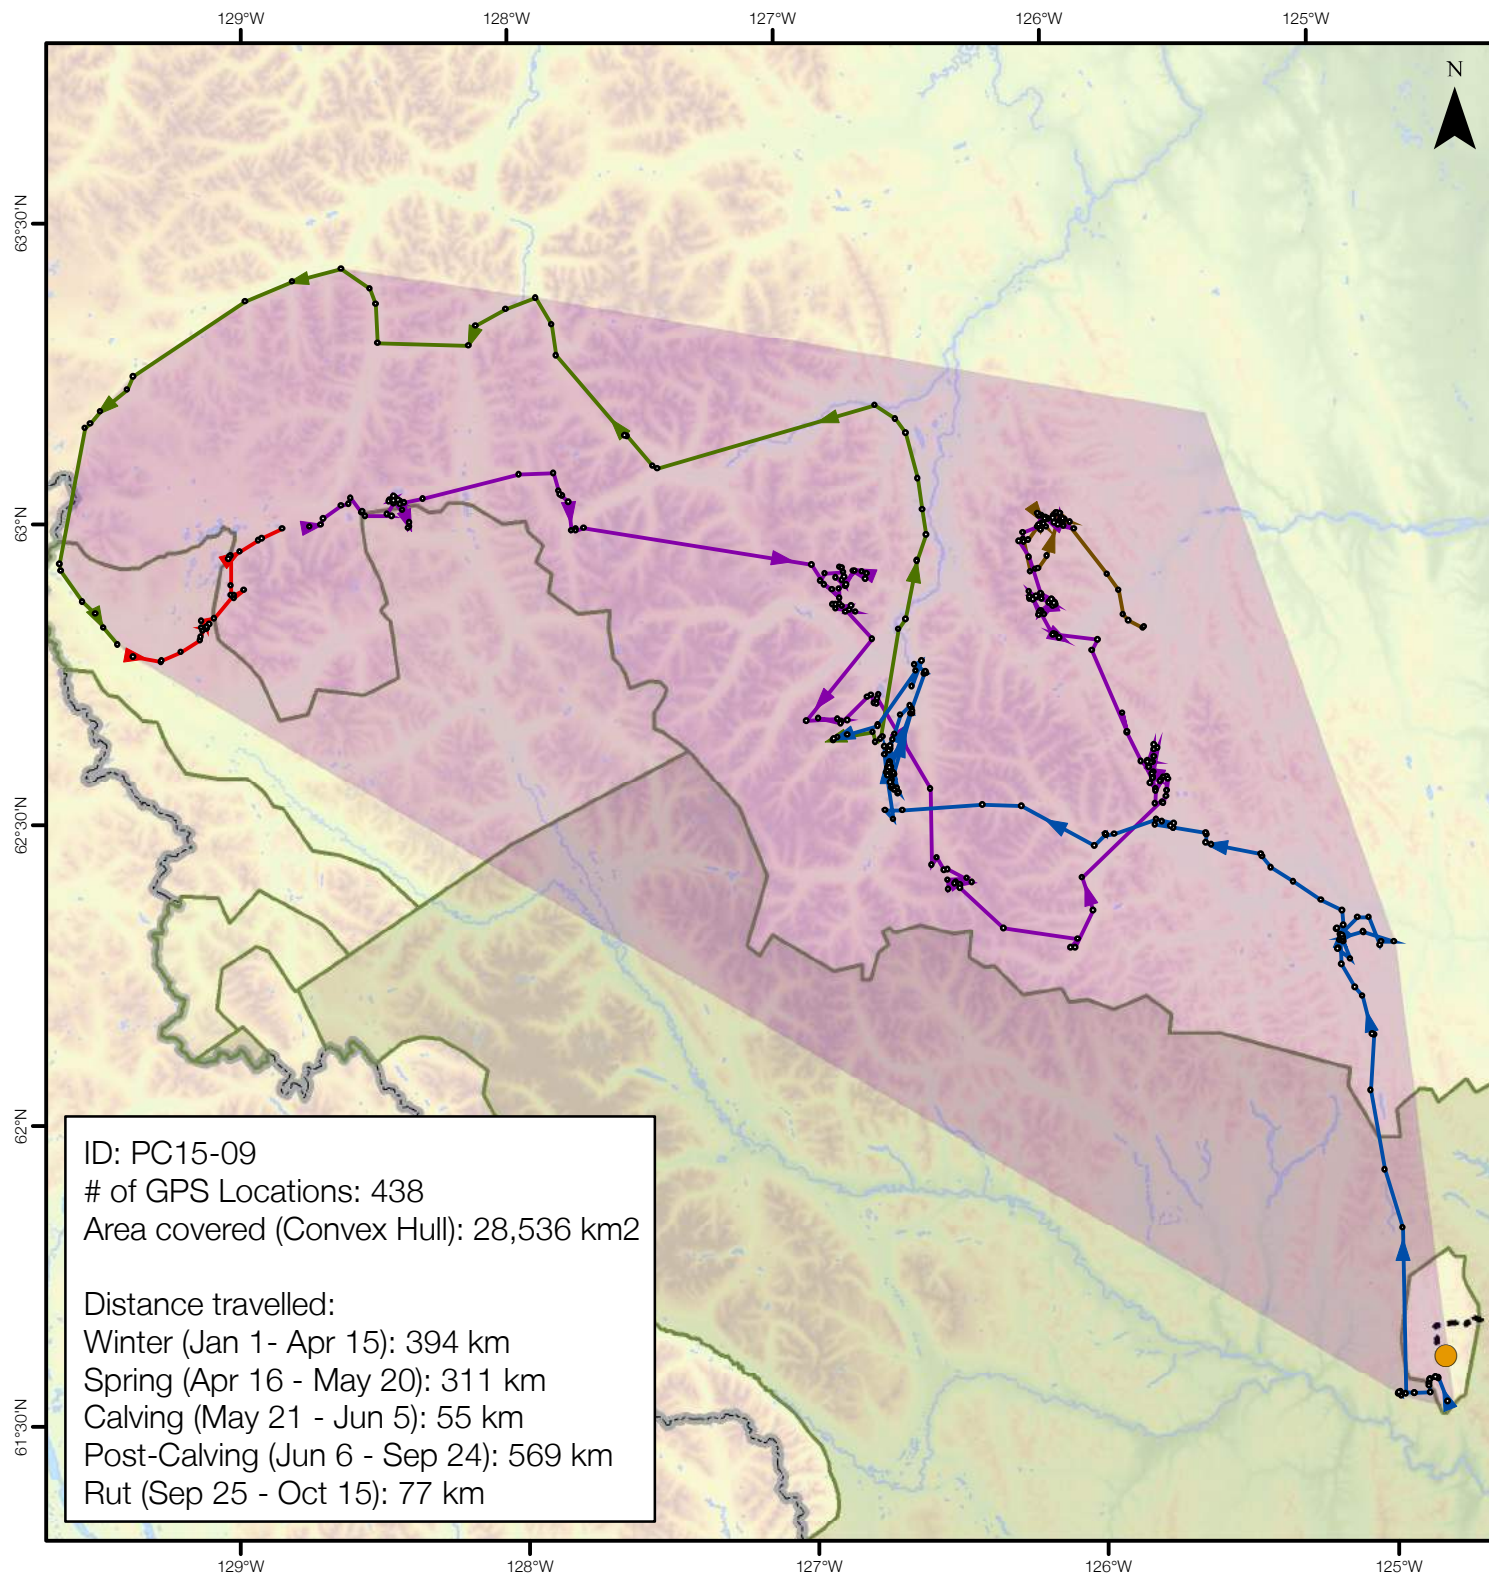 129°W 128°W 127°W 126°W 125°W
N
63°30'N
63°N
62°30'N
62°N
61°30'N
ID: PC15-09
# of GPS Locations: 438
Area covered (Convex Hull): 28,536 km2
Distance travelled:
Winter (Jan 1- Apr 15): 394 km
Spring (Apr 16 - May 20): 311 km
Calving (May 21 - Jun 5): 55 km
Post-Calving (Jun 6 - Sep 24): 569 km
Rut (Sep 25 - Oct 15): 77 km
129°W 128°W 127°W 126°W 125°W